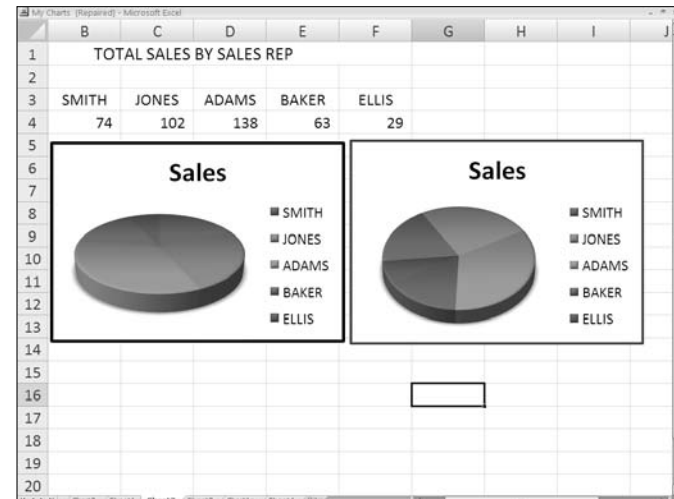 My Charts (Repaired) - Microsoft Excel
B C D E F G H I J
1 TOTAL SALES BY SALES REP
2
3 SMITH JONES ADAMS BAKER ELLIS
4 74 102 138 63 29
5
6
7
8
9
10
11
12
13
14
15
16
17
18
19
20
Sales
SMITH
JONES
ADAMS
BAKER
ELLIS
Sales
SMITH
JONES
ADAMS
BAKER
ELLIS